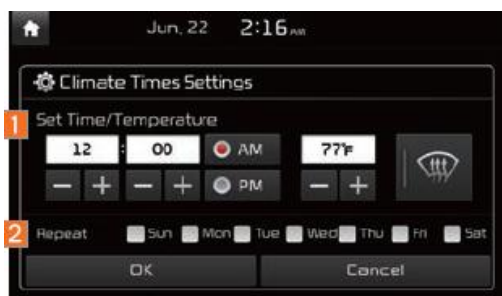 Jun, 22 2:16 AM
Climate Times Settings
1 Set Time/Temperature
12 : 00 AM 77°F
− + − + PM − +
2 Repeat Sun Mon Tue Wed Thu Fri Sat
OK Cancel